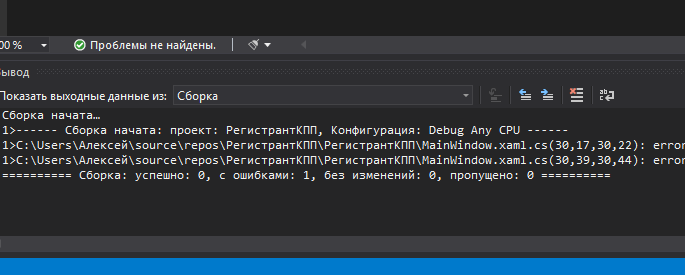 00 % Проблемы не найдены.
Вывод
Показать выходные данные из: Сборка
Сборка начата…
1>------ Сборка начата: проект: РегистрантКПП, Конфигурация: Debug Any CPU ------
1>C:\Users\Алексей\source\repos\РегистрантКПП\РегистрантКПП\MainWindow.xaml.cs(30,17,30,22): error
1>C:\Users\Алексей\source\repos\РегистрантКПП\РегистрантКПП\MainWindow.xaml.cs(30,39,30,44): error
========== Сборка: успешно: 0, с ошибками: 1, без изменений: 0, пропущено: 0 ==========